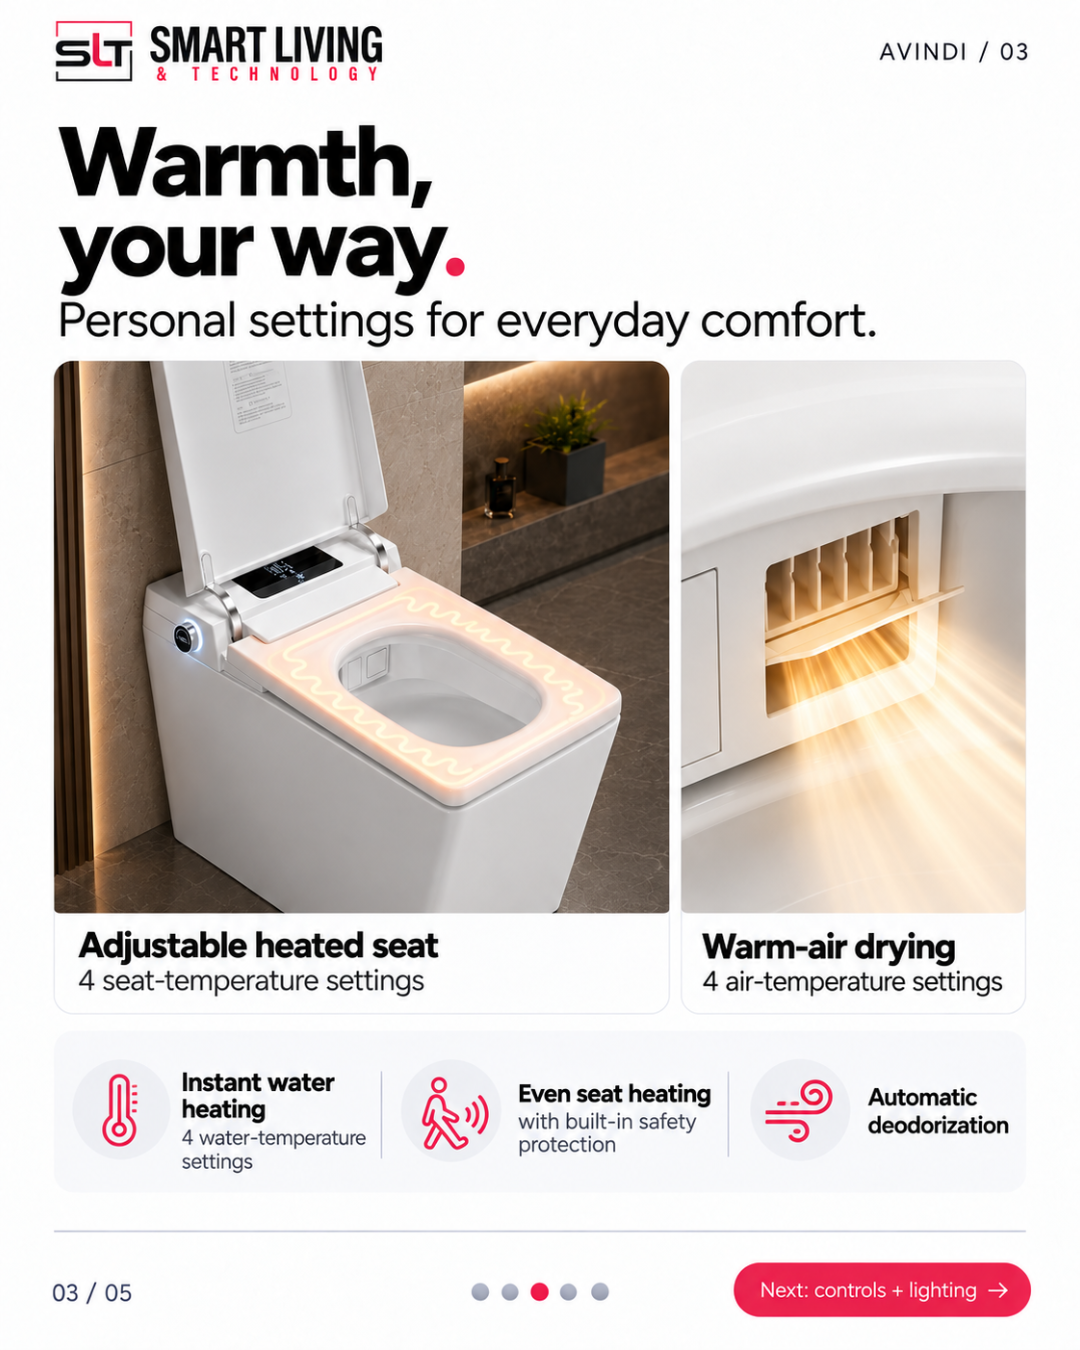 SLT
SMART LIVING
& TECHNOLOGY
AVINDI / 03
Warmth,
your way.
Personal settings for everyday comfort.
Adjustable heated seat
4 seat-temperature settings
Warm-air drying
4 air-temperature settings
Instant water
heating
4 water-temperature
settings
Even seat heating
with built-in safety
protection
Automatic
deodorization
03 / 05
Next: controls + lighting →